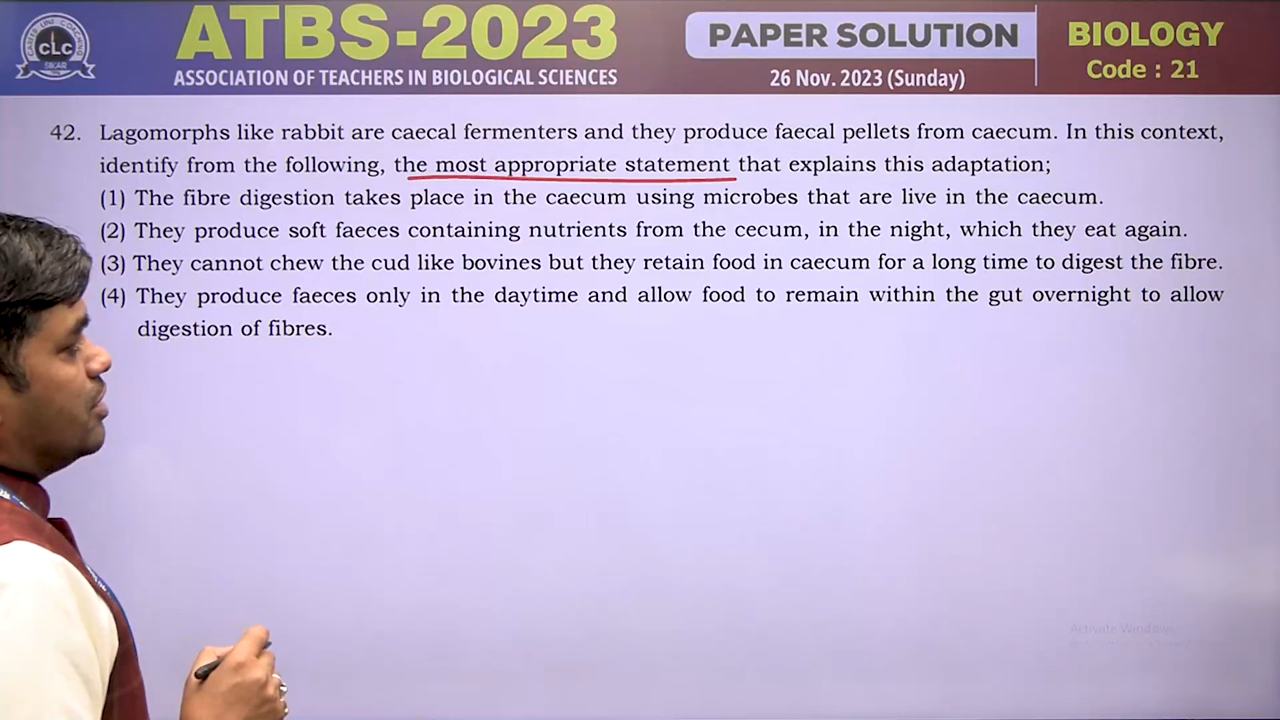 CAREER LINE COACHING
CLC
SIKAR
ATBS-2023
ASSOCIATION OF TEACHERS IN BIOLOGICAL SCIENCES
PAPER SOLUTION
26 Nov. 2023 (Sunday)
BIOLOGY
Code : 21
42. Lagomorphs like rabbit are caecal fermenters and they produce faecal pellets from caecum. In this context,
identify from the following, the most appropriate statement that explains this adaptation;
(1) The fibre digestion takes place in the caecum using microbes that are live in the caecum.
(2) They produce soft faeces containing nutrients from the cecum, in the night, which they eat again.
(3) They cannot chew the cud like bovines but they retain food in caecum for a long time to digest the fibre.
(4) They produce faeces only in the daytime and allow food to remain within the gut overnight to allow
digestion of fibres.
Activate Windows